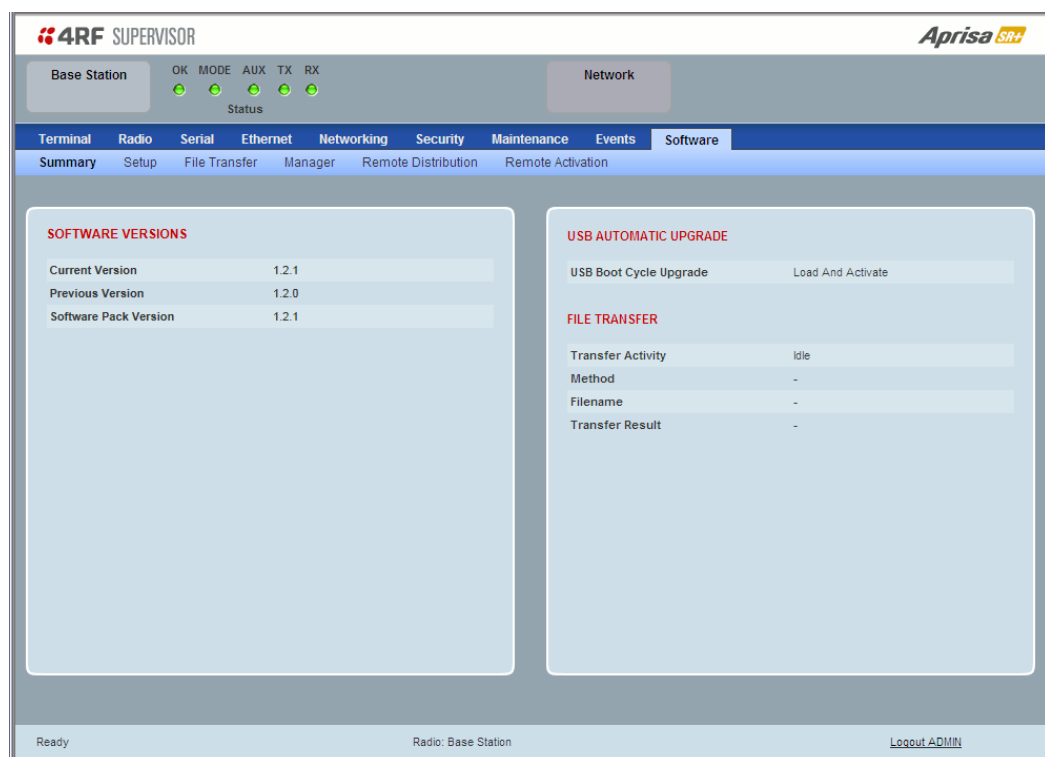 4RF SUPERVISOR
Aprisa SR+
Base Station
OK MODE AUX TX RX
Status
Network
Terminal Radio Serial Ethernet Networking Security Maintenance Events Software
Summary Setup File Transfer Manager Remote Distribution Remote Activation
SOFTWARE VERSIONS
Current Version 1.2.1
Previous Version 1.2.0
Software Pack Version 1.2.1
USB AUTOMATIC UPGRADE
USB Boot Cycle Upgrade Load And Activate
FILE TRANSFER
Transfer Activity Idle
Method -
Filename -
Transfer Result -
Ready Radio: Base Station Logout ADMIN